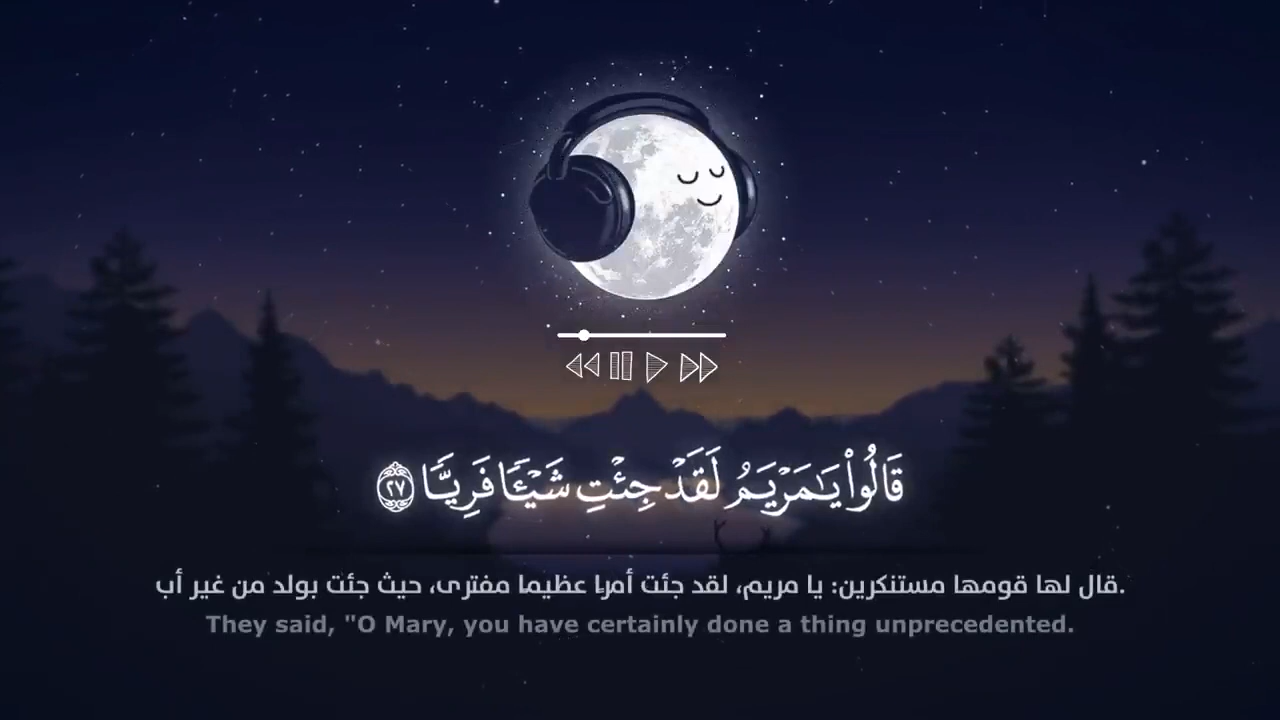 قَالُوا۟ يَـٰمَرْيَمُ لَقَدْ جِئْتِ شَيْـًٔا فَرِيًّا ٢٧
قال لها قومها مستنكرين: يا مريم، لقد جئت أمرا عظيما مفترى، حيث جئت بولد من غير أب.
They said, "O Mary, you have certainly done a thing unprecedented.